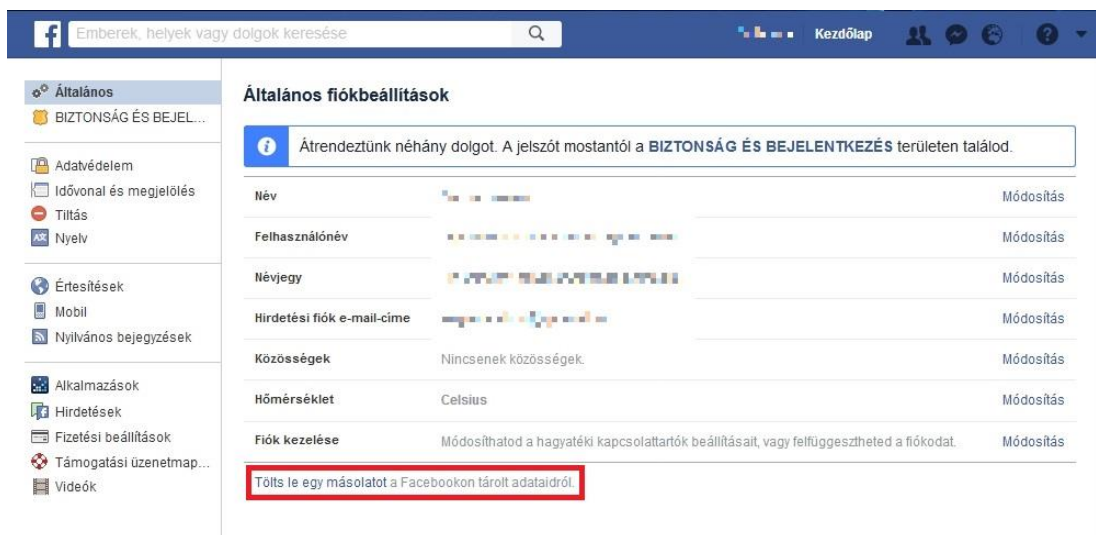 Emberek, helyek vagy dolgok keresése
Kezdőlap
Általános
BIZTONSÁG ÉS BEJEL...
Adatvédelem
Idővonal és megjelölés
Tiltás
Nyelv
Értesítések
Mobil
Nyilvános bejegyzések
Alkalmazások
Hirdetések
Fizetési beállítások
Támogatási üzenetmap...
Videók
Általános fiókbeállítások
Átrendeztünk néhány dolgot. A jelszót mostantól a BIZTONSÁG ÉS BEJELENTKEZÉS területen találod.
Név Módosítás
Felhasználónév Módosítás
Névjegy Módosítás
Hirdetési fiók e-mail-címe Módosítás
Közösségek Nincsenek közösségek. Módosítás
Hőmérséklet Celsius Módosítás
Fiók kezelése Módosíthatod a hagyatéki kapcsolattartók beállításait, vagy felfüggesztheted a fiókodat. Módosítás
Tölts le egy másolatot a Facebookon tárolt adataidról.